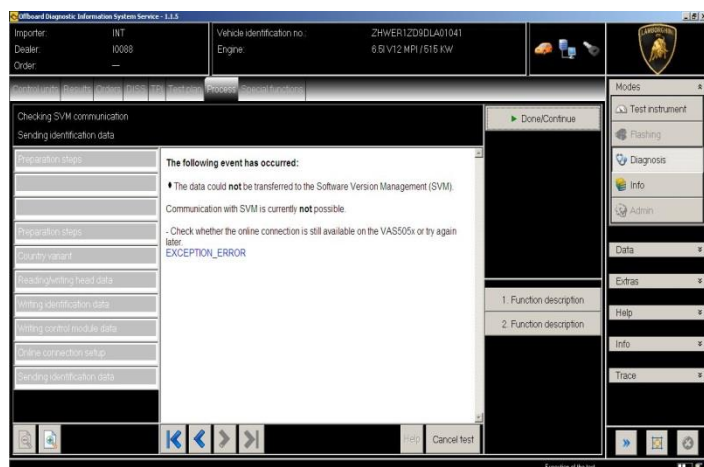 Offboard Diagnostic Information System Service - 1.1.5
Importer: INT
Dealer: 10088
Order: —
Vehicle identification no.: ZHWER1ZD9DLA01041
Engine: 6.5l V12 MPI / 515 KW
LAMBORGHINI
Control units Results Orders DISS TPI Test plan Process Special functions
Checking SVM communication
Sending identification data
Done/Continue
Preparation steps
Preparation steps
Country variant
Reading/writing head data
Writing identification data
Writing control module data
Online connection setup
Sending identification data
The following event has occurred:
The data could not be transferred to the Software Version Management (SVM).
Communication with SVM is currently not possible.
- Check whether the online connection is still available on the VAS505x or try again
later.
EXCEPTION_ERROR
1. Function description
2. Function description
Help
Cancel test
Modes
Test instrument
Flashing
Diagnosis
Info
Admin
Data
Extras
Help
Info
Trace